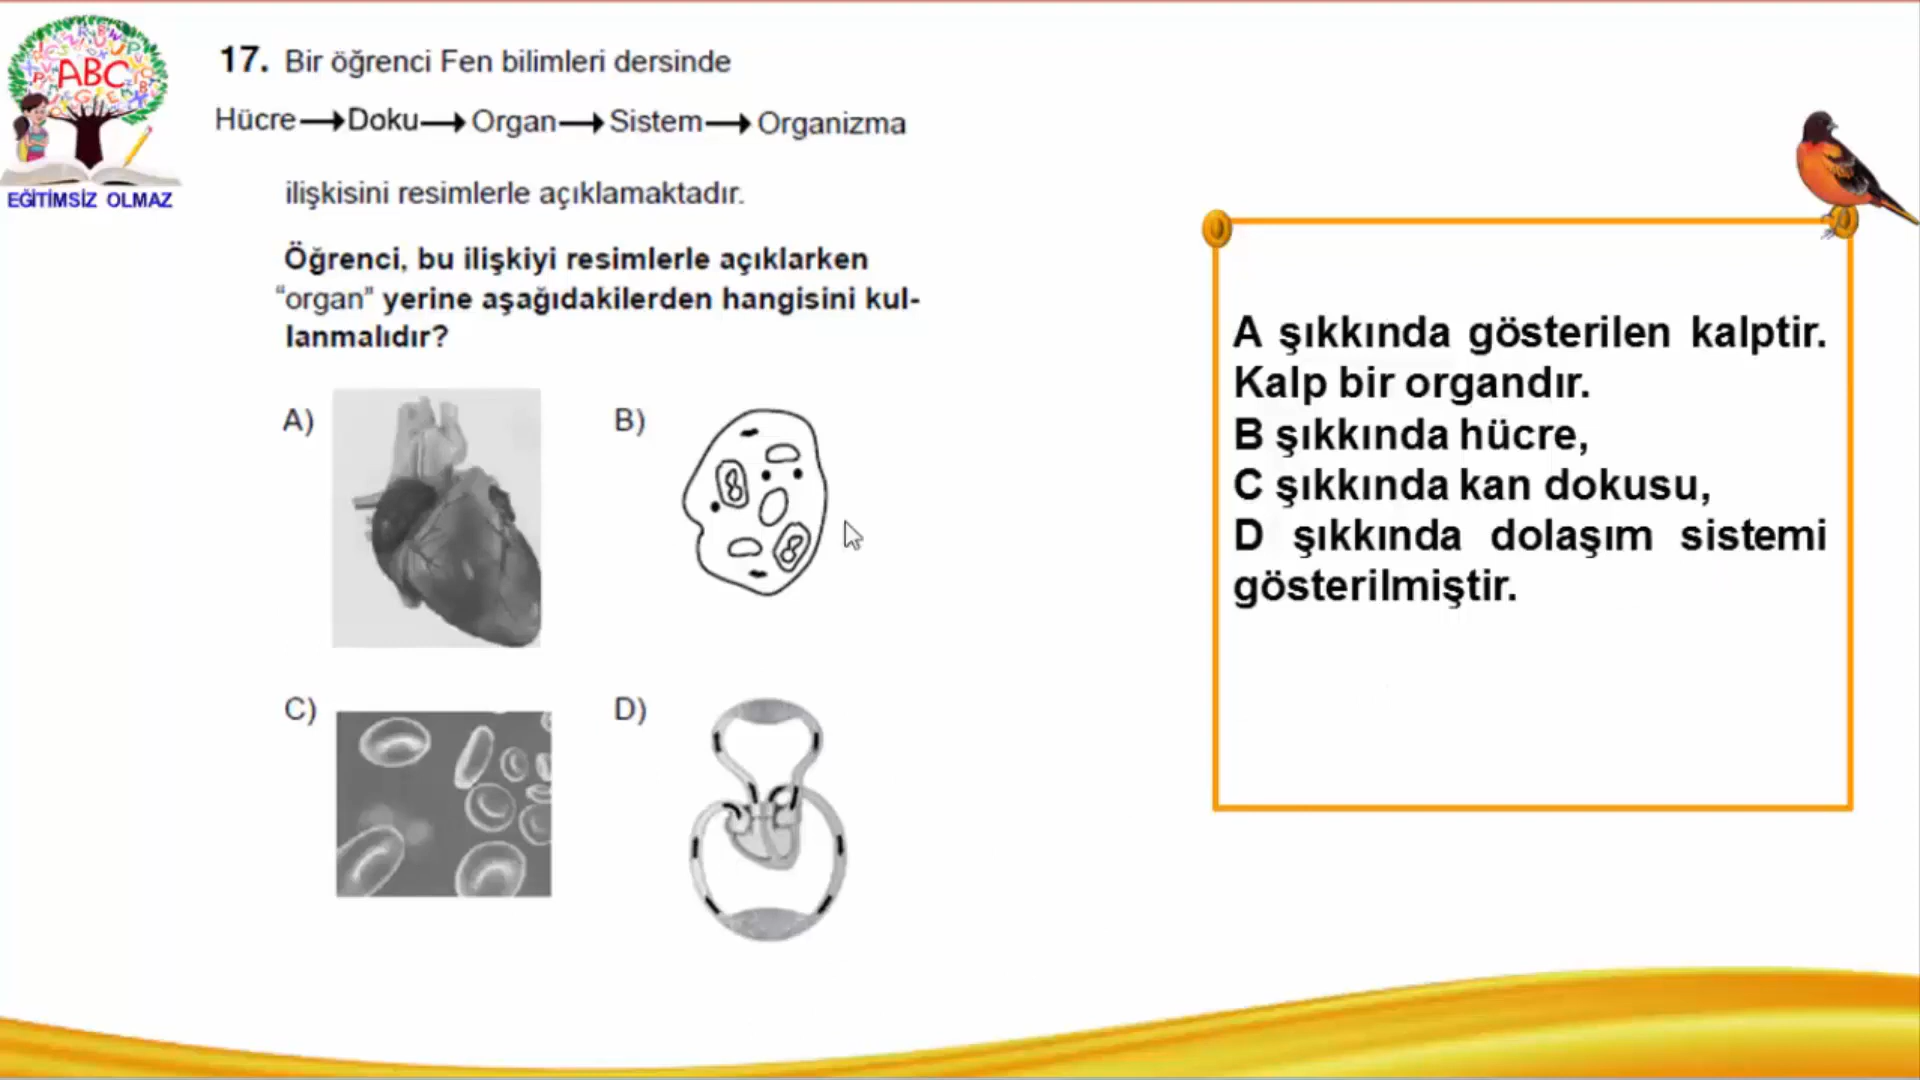 ABC
EĞİTİMSİZ OLMAZ
17. Bir öğrenci Fen bilimleri dersinde
Hücre→Doku→Organ→Sistem→Organizma
ilişkisini resimlerle açıklamaktadır.
Öğrenci, bu ilişkiyi resimlerle açıklarken
“organ” yerine aşağıdakilerden hangisini kul-
lanmalıdır?
A)
B)
C)
D)
A şıkkında gösterilen kalptir.
Kalp bir organdır.
B şıkkında hücre,
C şıkkında kan dokusu,
D şıkkında dolaşım sistemi
gösterilmiştir.